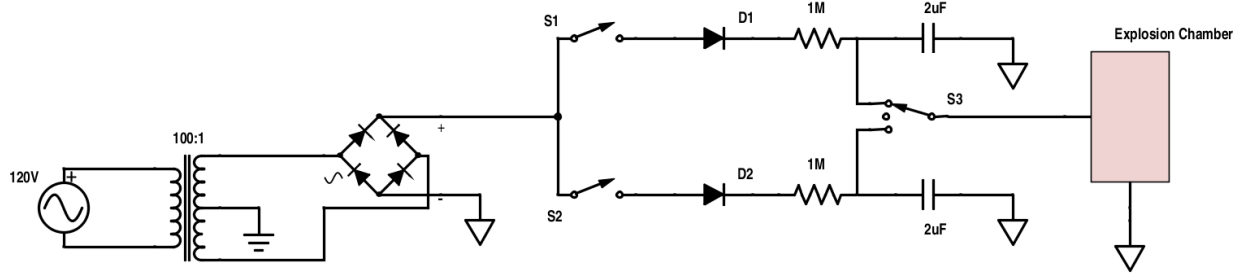 S1
D1
1M
2uF
Explosion Chamber
S3
+
100:1
120V
+
-
S2
D2
1M
2uF